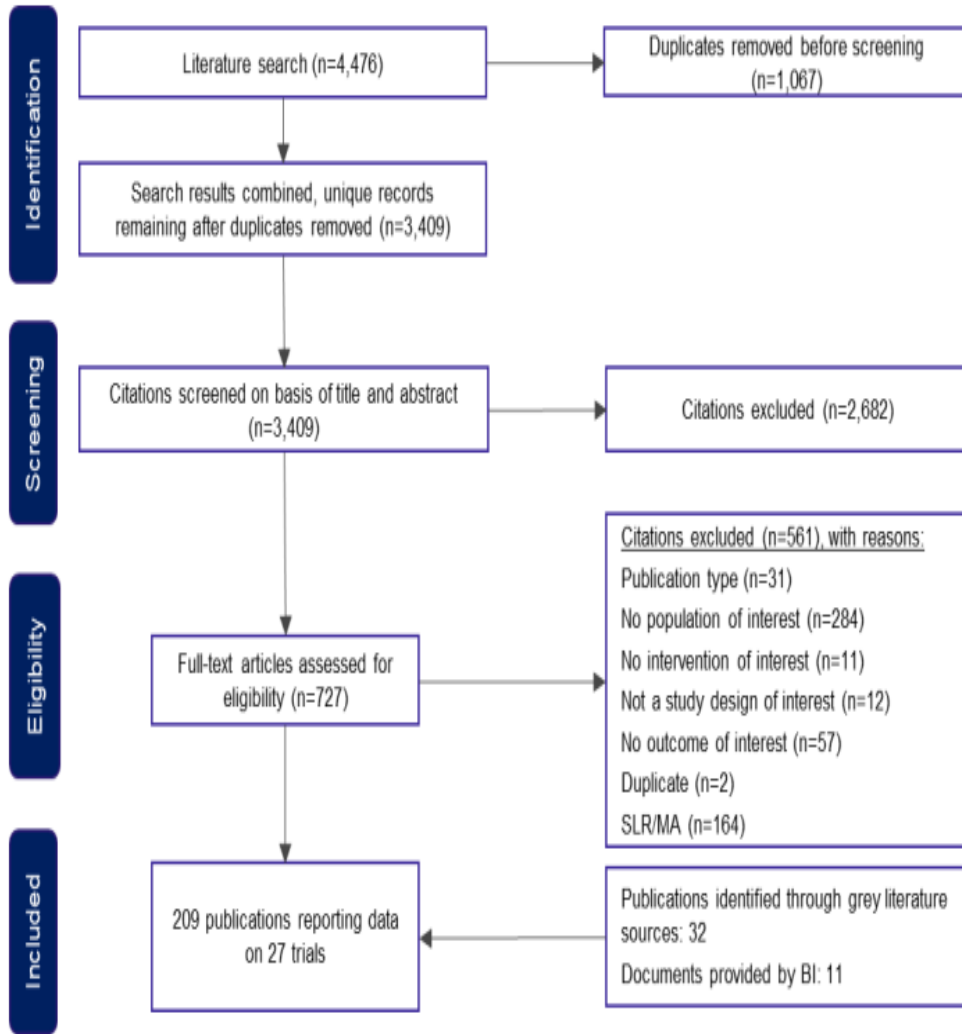 Identification
Literature search (n=4,476)
Duplicates removed before screening
(n=1,067)
Search results combined, unique records
remaining after duplicates removed (n=3,409)
Screening
Citations screened on basis of title and abstract
(n=3,409)
Citations excluded (n=2,682)
Eligibility
Full-text articles assessed for
eligibility (n=727)
Citations excluded (n=561), with reasons:
Publication type (n=31)
No population of interest (n=284)
No intervention of interest (n=11)
Not a study design of interest (n=12)
No outcome of interest (n=57)
Duplicate (n=2)
SLR/MA (n=164)
Included
209 publications reporting data
on 27 trials
Publications identified through grey literature
sources: 32
Documents provided by BI: 11